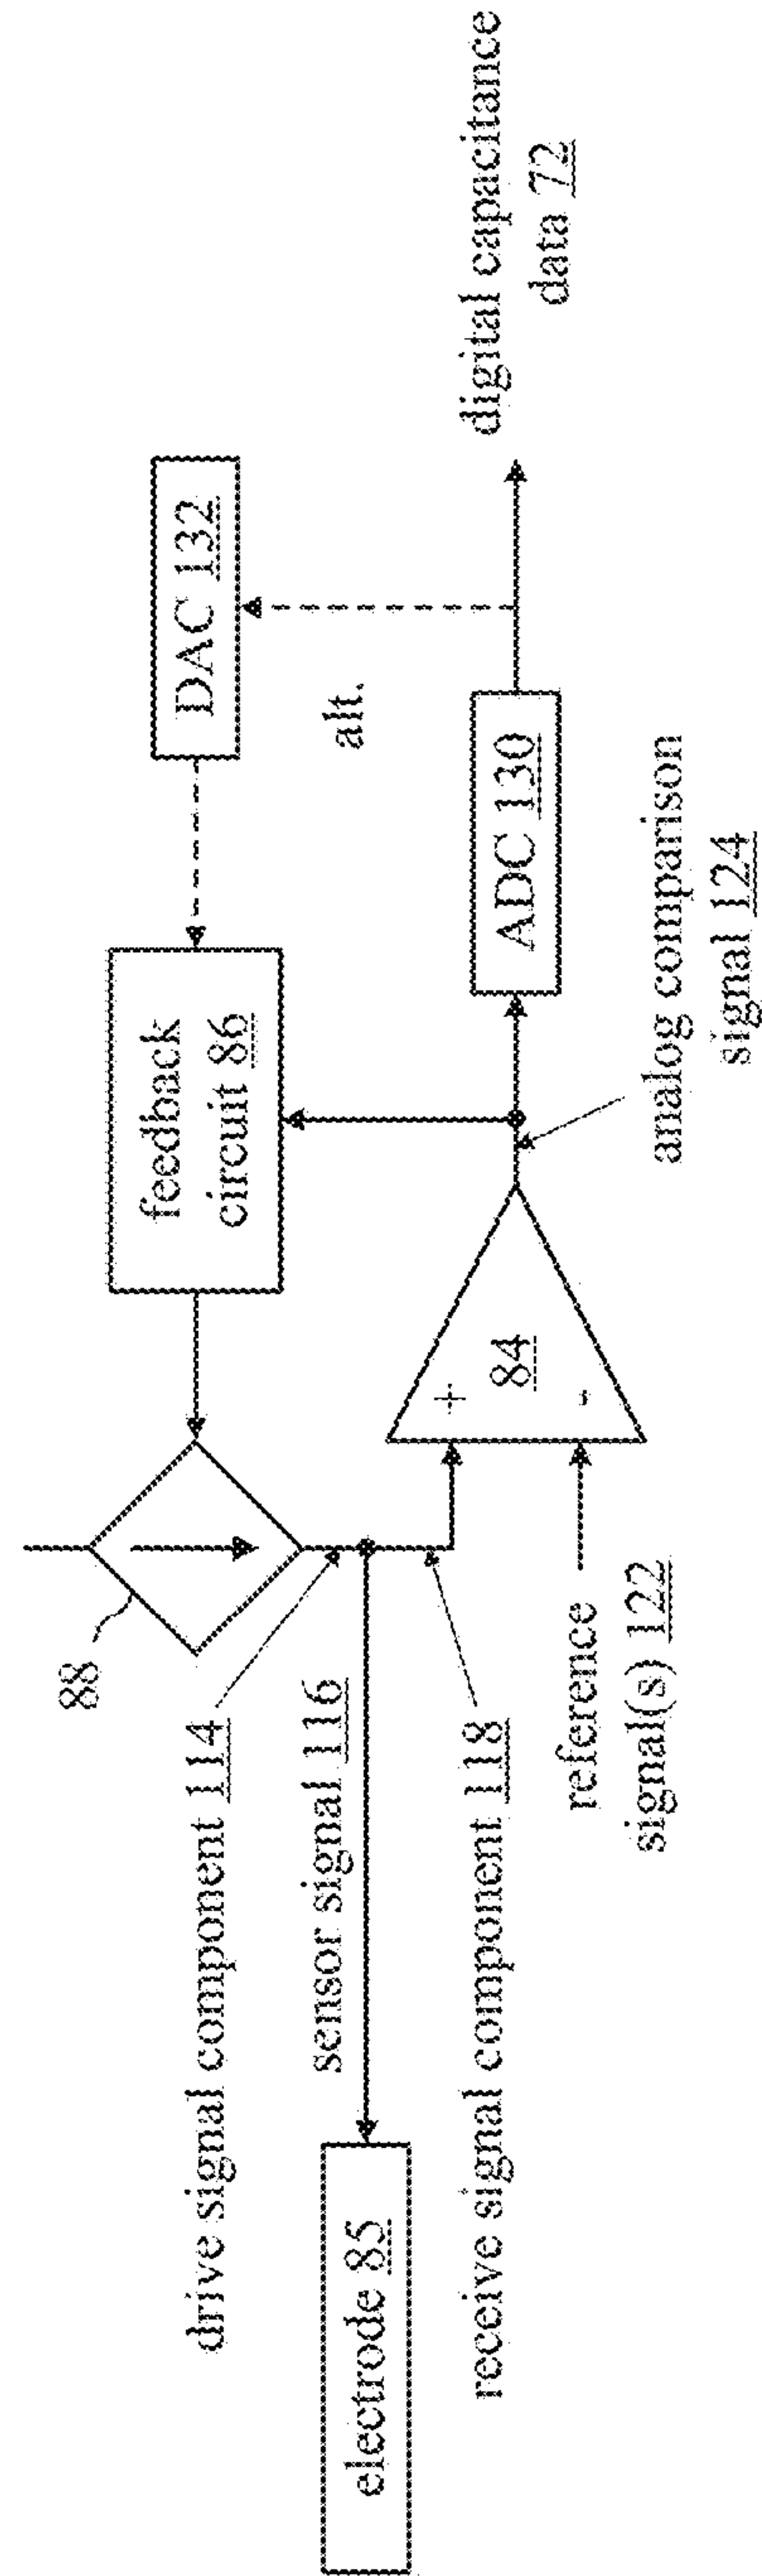 DAC 132
feedback
circuit 86
alt.
88
drive signal component 114
sensor signal 116
electrode 85
receive signal component 118
+
84
-
reference
signal(s) 122
ADC 130
analog comparison
signal 124
digital capacitance
data 72